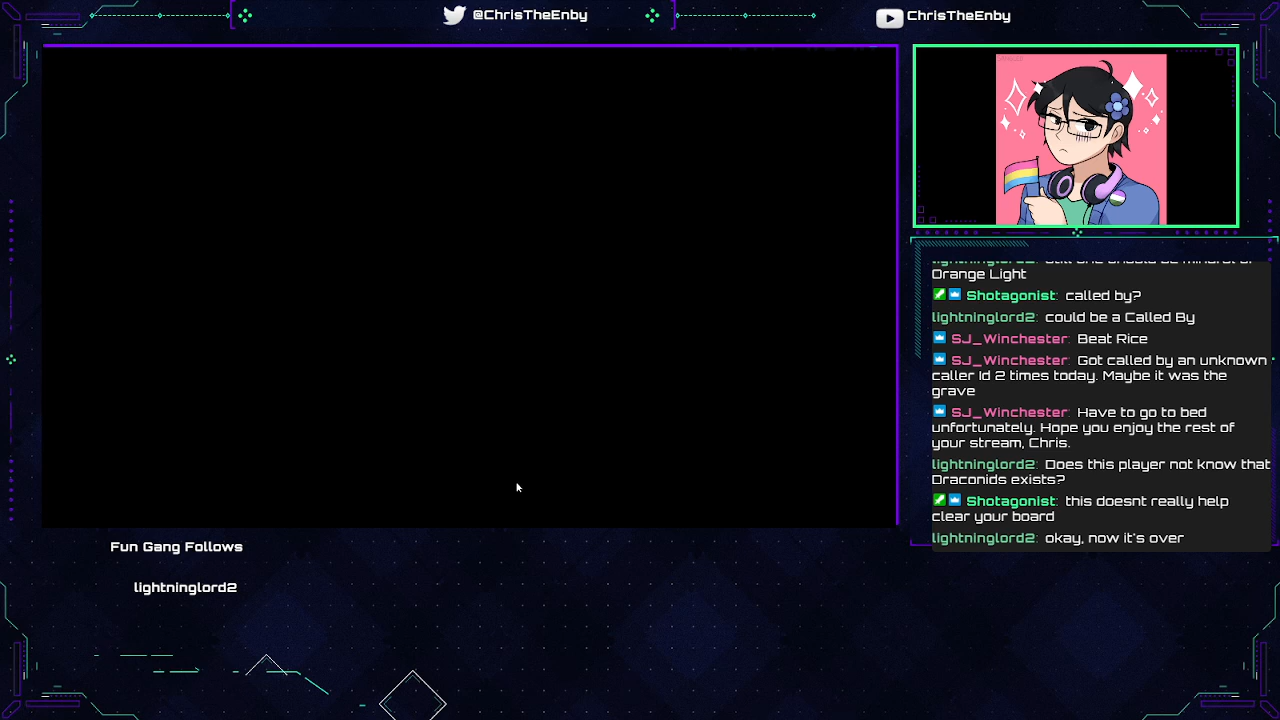 @ChrisTheEnby
ChrisTheEnby
Orange Light
Shotagonist: called by?
lightninglord2: could be a Called By
SJ_Winchester: Beat Rice
SJ_Winchester: Got called by an unknown
caller Id 2 times today. Maybe it was the
grave
SJ_Winchester: Have to go to bed
unfortunately. Hope you enjoy the rest of
your stream, Chris.
lightninglord2: Does this player not know that
Draconids exists?
Shotagonist: this doesnt really help
clear your board
lightninglord2: okay, now it's over
Fun Gang Follows
lightninglord2